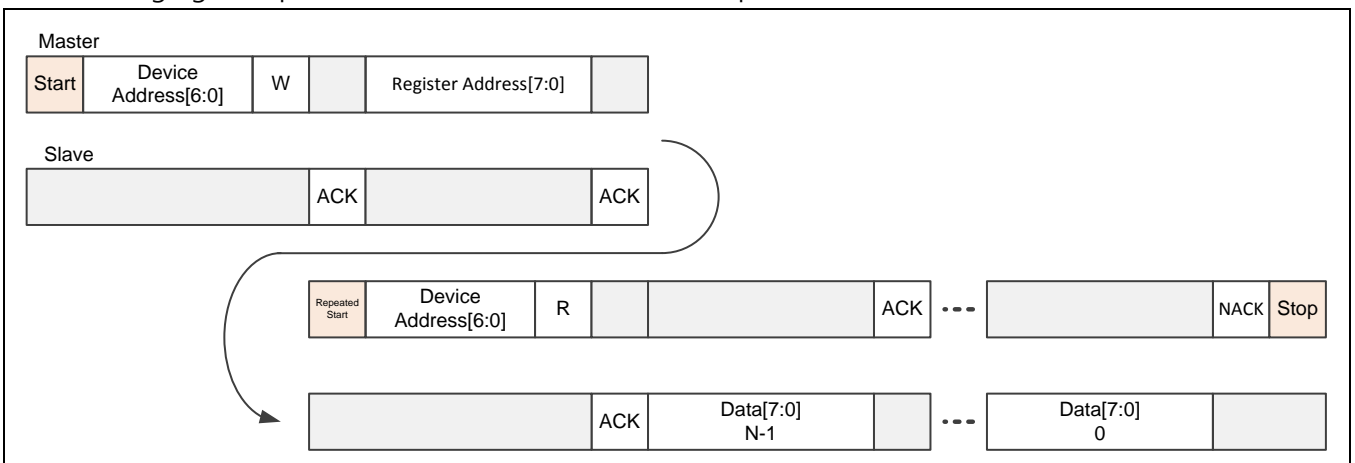 Master
Start
Device
Address[6:0]
W
Register Address[7:0]
Slave
ACK
ACK
Repeated
Start
Device
Address[6:0]
R
ACK
NACK
Stop
ACK
Data[7:0]
N-1
Data[7:0]
0